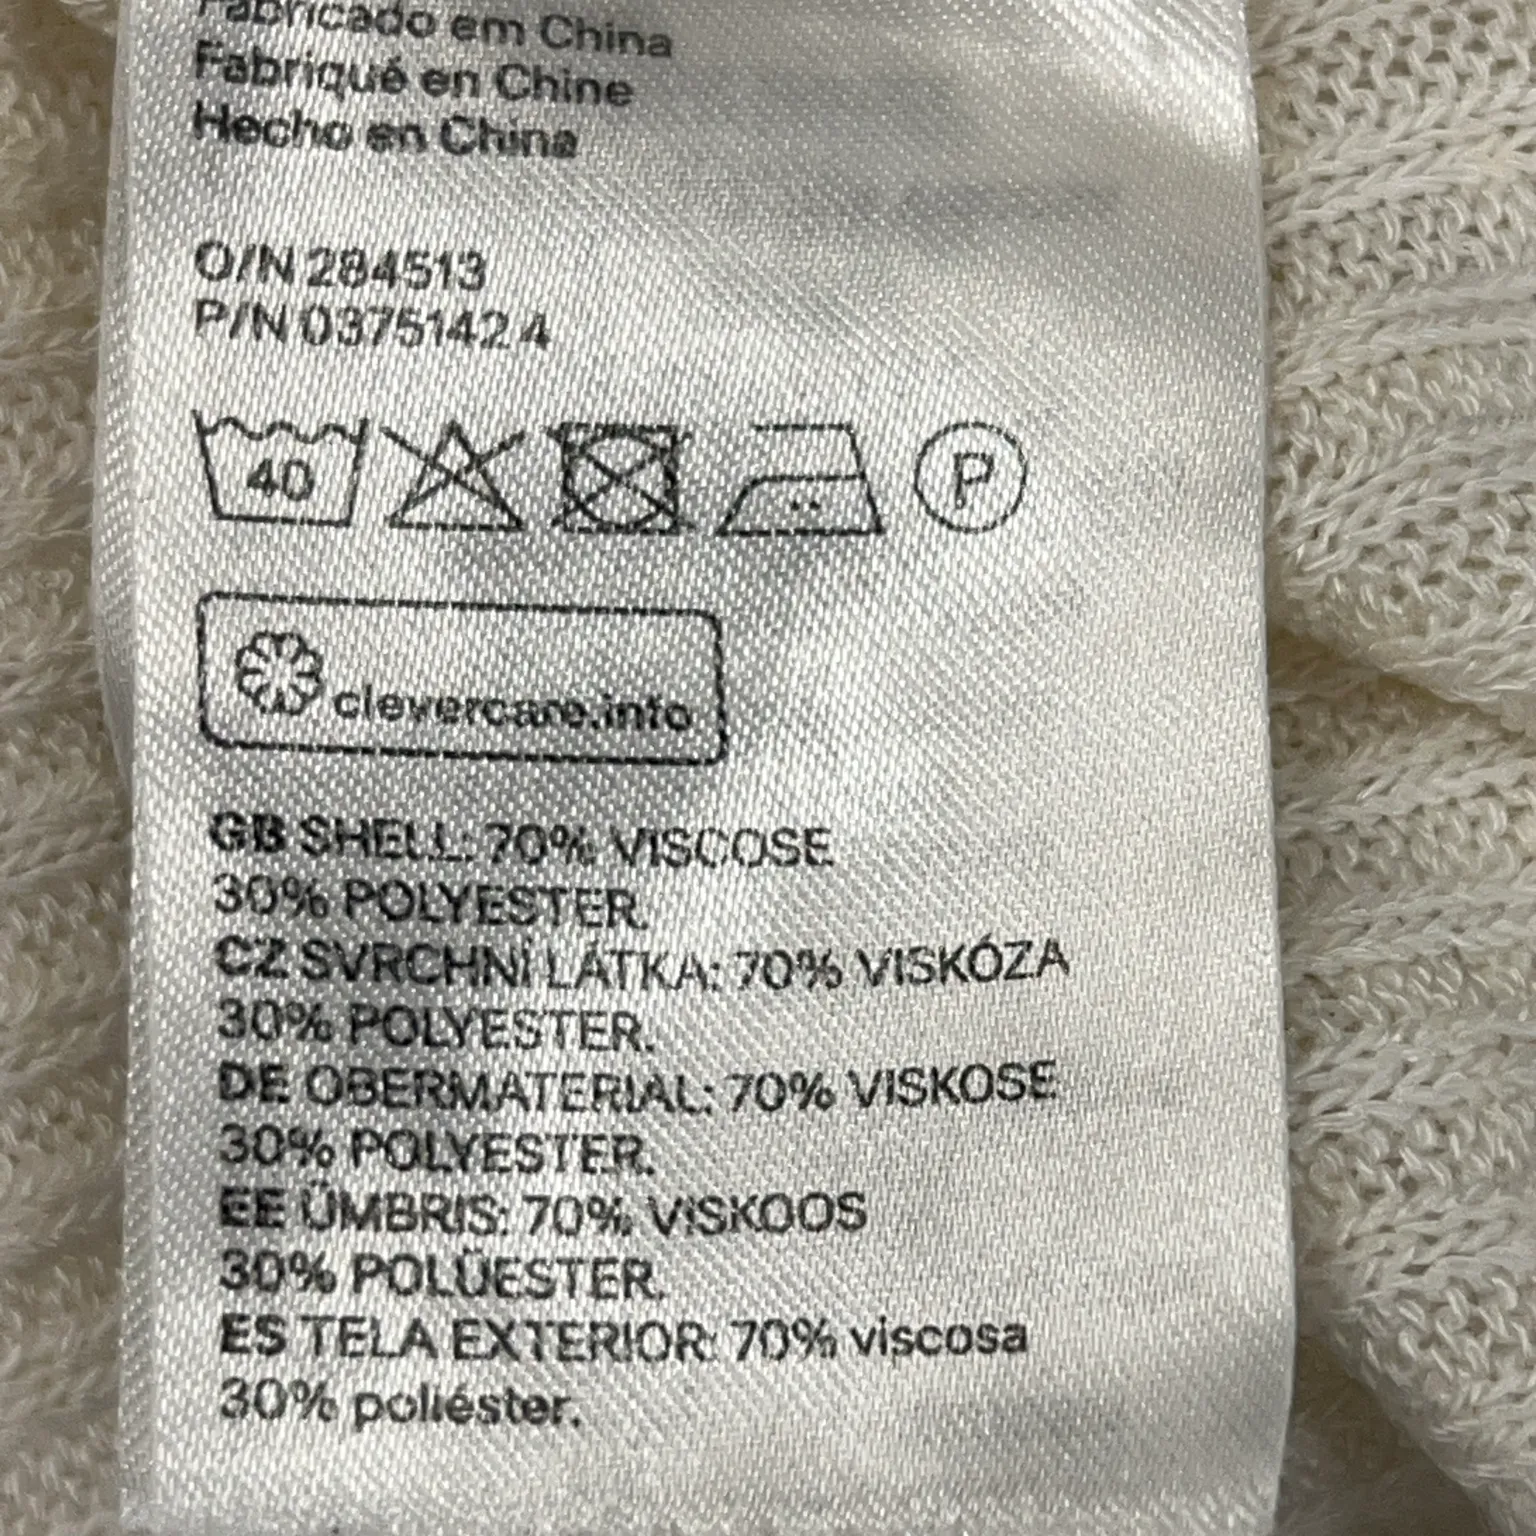 Fabricado em China
Fabriqué en Chine
Hecho en China
O/N 284513
P/N 03751424
40
P
clevercare.info
GB SHELL: 70% VISCOSE
30% POLYESTER.
CZ SVRCHNÍ LÁTKA: 70% VISKÓZA
30% POLYESTER.
DE OBERMATERIAL: 70% VISKOSE
30% POLYESTER.
EE ÜMBRIS: 70% VISKOOS
30% POLÜESTER.
ES TELA EXTERIOR: 70% viscosa
30% poliéster.